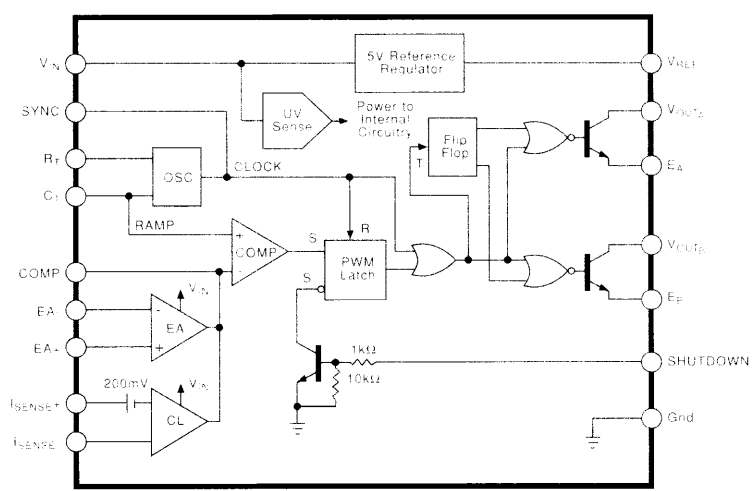 VIN
5V Reference
Regulator
VREF
SYNC
UV
Sense
Power to
Internal
Circuitry
Flip
Flop
T
VOUTA
EA
RT
CT
OSC
CLOCK
RAMP
+
COMP
-
S
R
PWM
Latch
S
COMP
VOUTB
EB
EA-
EA+
-
EA
+
VIN
1kΩ
10kΩ
SHUTDOWN
200mV
VIN
ISENSE+
CL
ISENSE
Gnd